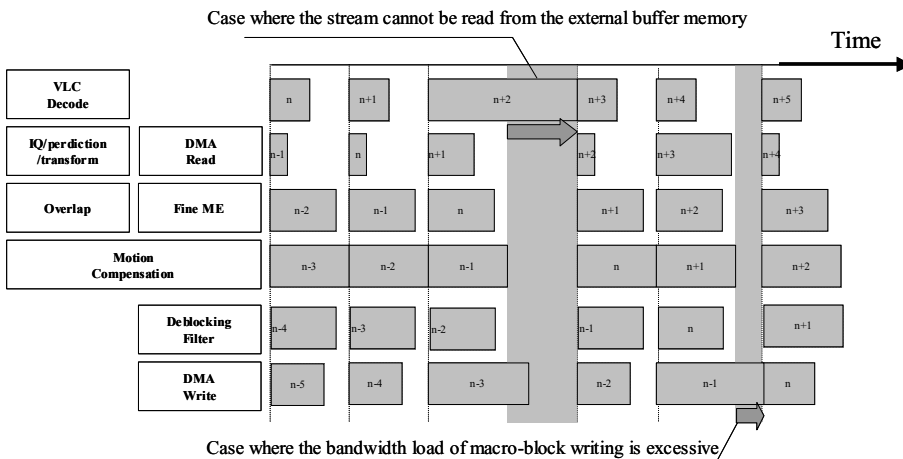 Case where the stream cannot be read from the external buffer memory
Time
VLC
Decode
n
n+1
n+2
n+3
n+4
n+5
IQ/perdiction
/transform
DMA
Read
n-1
n
n+1
n+2
n+3
n+4
Overlap
Fine ME
n-2
n-1
n
n+1
n+2
n+3
Motion
Compensation
n-3
n-2
n-1
n
n+1
n+2
Deblocking
Filter
n-4
n-3
n-2
n-1
n
n+1
DMA
Write
n-5
n-4
n-3
n-2
n-1
n
Case where the bandwidth load of macro-block writing is excessive